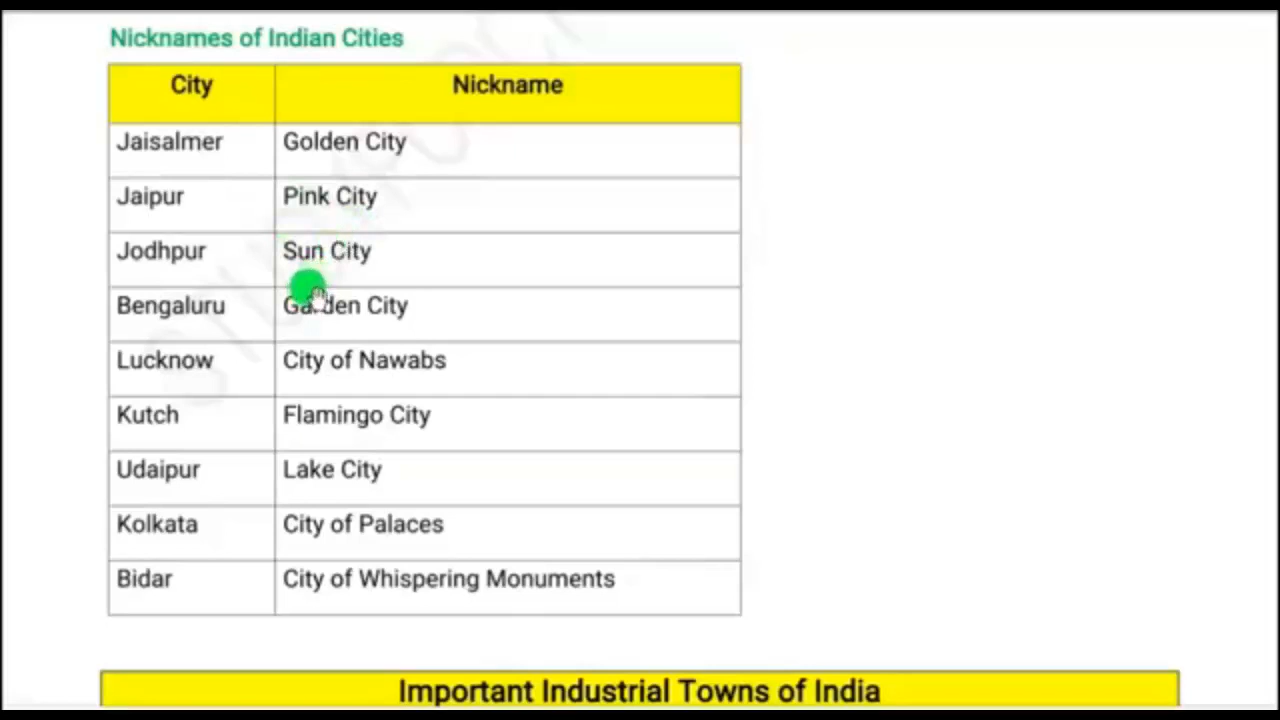 Nicknames of Indian Cities
City Nickname
Jaisalmer Golden City
Jaipur Pink City
Jodhpur Sun City
Bengaluru Garden City
Lucknow City of Nawabs
Kutch Flamingo City
Udaipur Lake City
Kolkata City of Palaces
Bidar City of Whispering Monuments
Important Industrial Towns of India